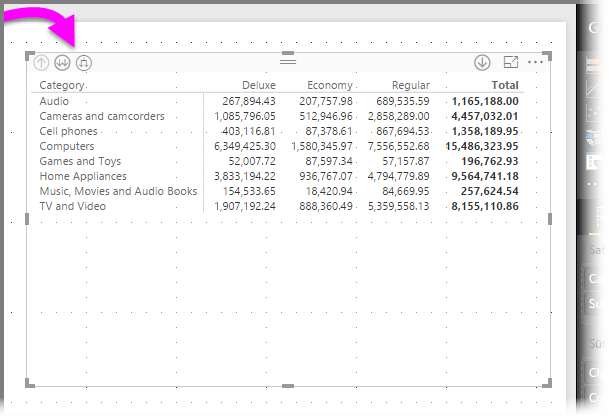 Category Deluxe Economy Regular Total
Audio 267,894.43 207,757.98 689,535.59 1,165,188.00
Cameras and camcorders 1,085,796.05 512,946.96 2,858,289.00 4,457,032.01
Cell phones 403,116.81 87,378.61 867,694.53 1,358,189.95
Computers 6,349,425.30 1,580,345.97 7,556,552.68 15,486,323.95
Games and Toys 52,007.72 87,597.34 57,157.87 196,762.93
Home Appliances 3,833,194.22 936,767.07 4,794,779.89 9,564,741.18
Music, Movies and Audio Books 154,533.65 18,420.94 84,669.95 257,624.54
TV and Video 1,907,192.24 888,360.49 5,359,558.13 8,155,110.86